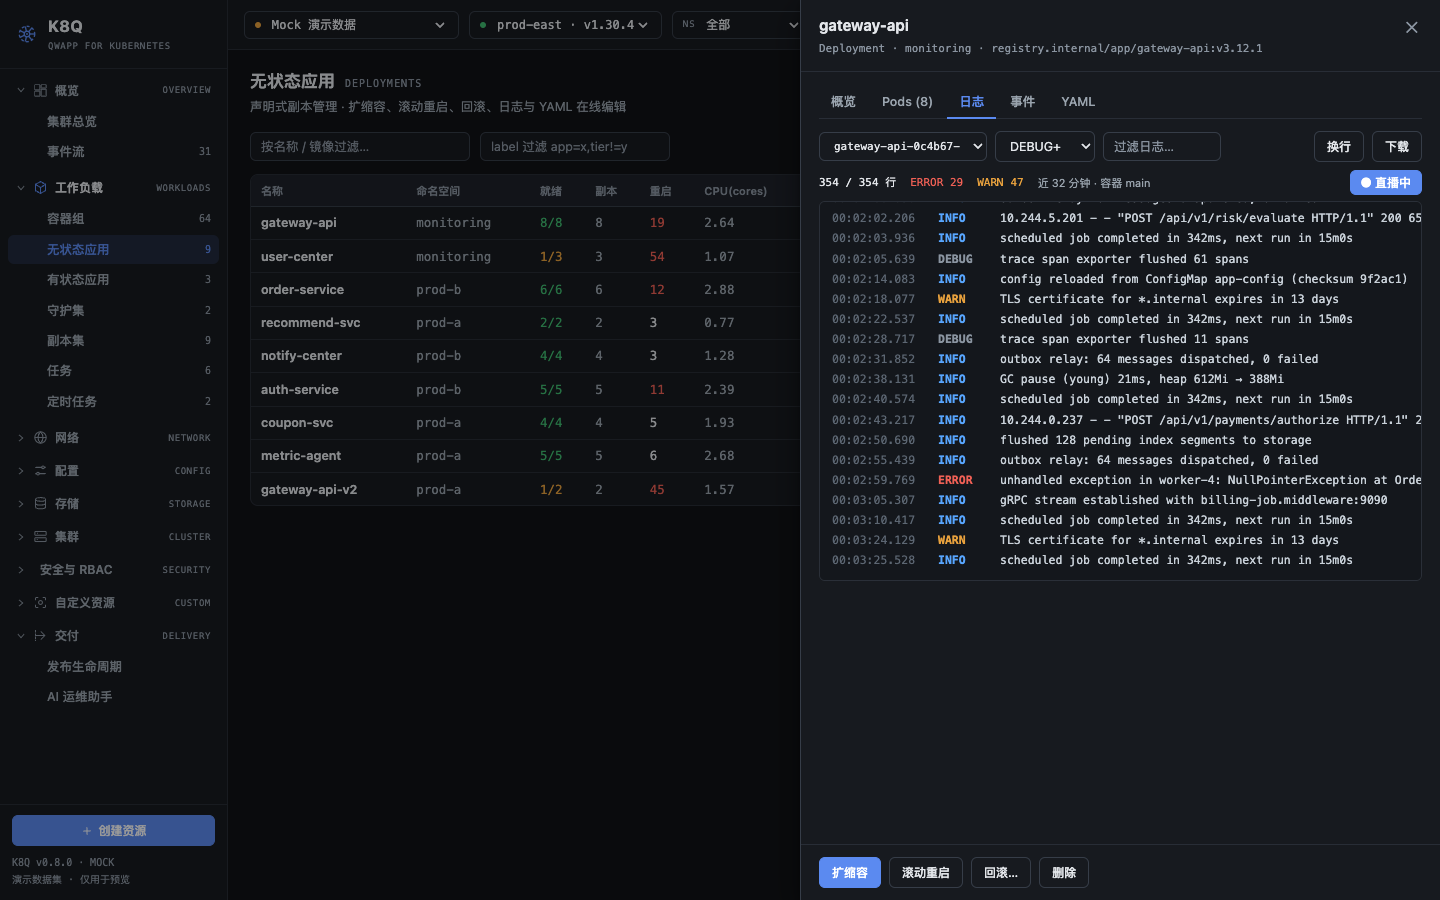 K8Q
QWAPP FOR KUBERNETES
概览 OVERVIEW
集群总览
事件流 31
工作负载 WORKLOADS
容器组 64
无状态应用 9
有状态应用 3
守护集 2
副本集 9
任务 6
定时任务 2
网络 NETWORK
配置 CONFIG
存储 STORAGE
集群 CLUSTER
安全与 RBAC SECURITY
自定义资源 CUSTOM
交付 DELIVERY
发布生命周期
AI 运维助手
+ 创建资源
K8Q v0.8.0 · MOCK
演示数据集 · 仅用于预览
Mock 演示数据 prod-east · v1.30.4 NS 全部
无状态应用 DEPLOYMENTS
声明式副本管理 · 扩缩容、滚动重启、回滚、日志与 YAML 在线编辑
按名称 / 镜像过滤... label 过滤 app=x,tier!=y
名称 命名空间 就绪 副本 重启 CPU(cores)
gateway-api monitoring 8/8 8 19 2.64
user-center monitoring 1/3 3 54 1.07
order-service prod-b 6/6 6 12 2.88
recommend-svc prod-a 2/2 2 3 0.77
notify-center prod-b 4/4 4 3 1.28
auth-service prod-b 5/5 5 11 2.39
coupon-svc prod-a 4/4 4 5 1.93
metric-agent prod-a 5/5 5 6 2.68
gateway-api-v2 prod-a 1/2 2 45 1.57
gateway-api
Deployment · monitoring · registry.internal/app/gateway-api:v3.12.1
概览 Pods (8) 日志 事件 YAML
gateway-api-0c4b67- DEBUG+ 过滤日志... 换行 下载
354 / 354 行 ERROR 29 WARN 47 近 32 分钟 · 容器 main 直播中
00:02:02.206 INFO 10.244.5.201 - - "POST /api/v1/risk/evaluate HTTP/1.1" 200 65
00:02:03.936 INFO scheduled job completed in 342ms, next run in 15m0s
00:02:05.639 DEBUG trace span exporter flushed 61 spans
00:02:14.083 INFO config reloaded from ConfigMap app-config (checksum 9f2ac1)
00:02:18.077 WARN TLS certificate for *.internal expires in 13 days
00:02:22.537 INFO scheduled job completed in 342ms, next run in 15m0s
00:02:28.717 DEBUG trace span exporter flushed 11 spans
00:02:31.852 INFO outbox relay: 64 messages dispatched, 0 failed
00:02:38.131 INFO GC pause (young) 21ms, heap 612Mi → 388Mi
00:02:40.574 INFO scheduled job completed in 342ms, next run in 15m0s
00:02:43.217 INFO 10.244.0.237 - - "POST /api/v1/payments/authorize HTTP/1.1" 2
00:02:50.690 INFO flushed 128 pending index segments to storage
00:02:55.439 INFO outbox relay: 64 messages dispatched, 0 failed
00:02:59.769 ERROR unhandled exception in worker-4: NullPointerException at Orde
00:03:05.307 INFO gRPC stream established with billing-job.middleware:9090
00:03:10.417 INFO scheduled job completed in 342ms, next run in 15m0s
00:03:24.129 WARN TLS certificate for *.internal expires in 13 days
00:03:25.528 INFO scheduled job completed in 342ms, next run in 15m0s
扩缩容 滚动重启 回滚... 删除